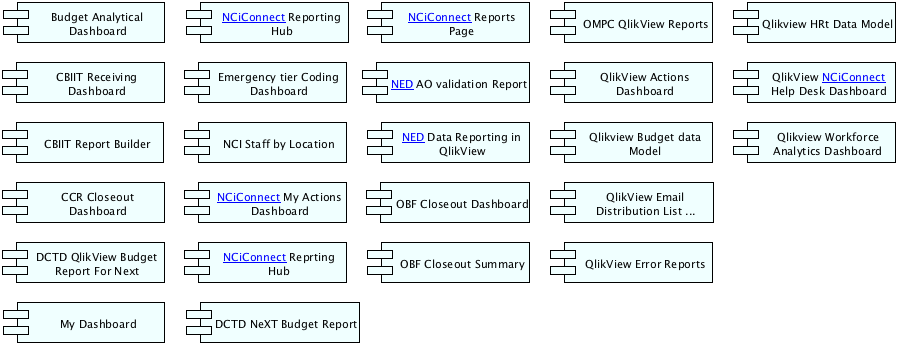 Budget Analytical
Dashboard
NCiConnect Reporting
Hub
NCiConnect Reports
Page
OMPC QlikView Reports
Qlikview HRt Data Model
CBIIT Receiving
Dashboard
Emergency tier Coding
Dashboard
NED AO validation Report
QlikView Actions
Dashboard
QlikView NCiConnect
Help Desk Dashboard
CBIIT Report Builder
NCI Staff by Location
NED Data Reporting in
QlikView
Qlikview Budget data
Model
Qlikview Workforce
Analytics Dashboard
CCR Closeout
Dashboard
NCiConnect My Actions
Dashboard
OBF Closeout Dashboard
QlikView Email
Distribution List ...
DCTD QlikView Budget
Report For Next
NCiConnect Reprting
Hub
OBF Closeout Summary
QlikView Error Reports
My Dashboard
DCTD NeXT Budget Report